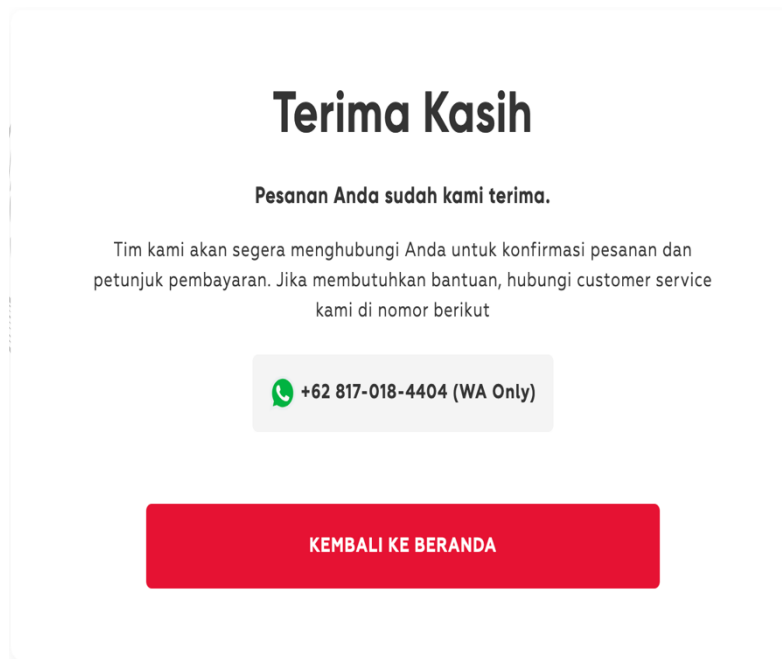 Terima Kasih
Pesanan Anda sudah kami terima.
Tim kami akan segera menghubungi Anda untuk konfirmasi pesanan dan
petunjuk pembayaran. Jika membutuhkan bantuan, hubungi customer service
kami di nomor berikut
+62 817-018-4404 (WA Only)
KEMBALI KE BERANDA